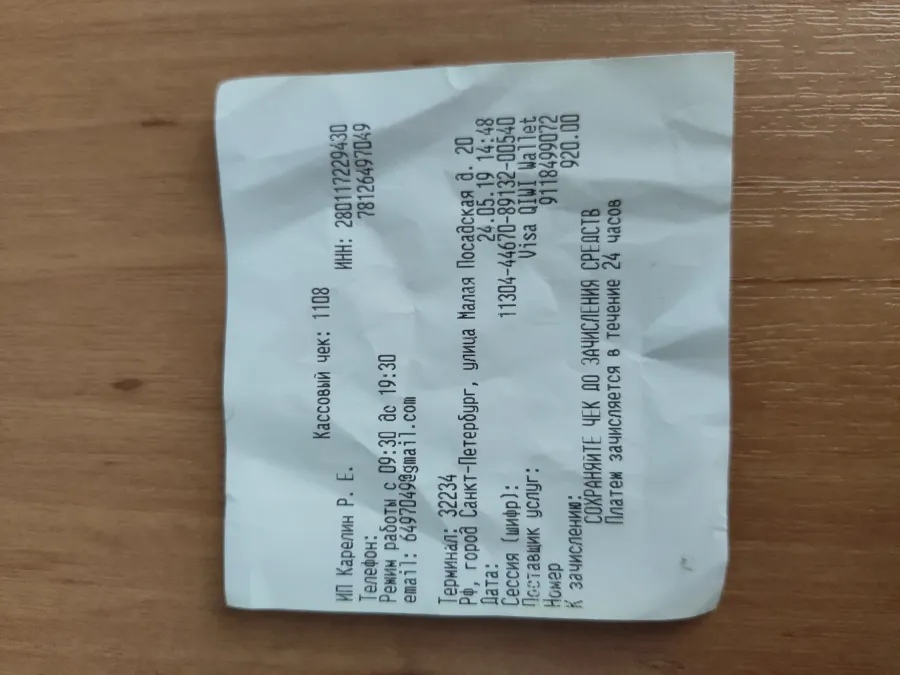 Кассовый чек: 1108
ИП Карелин Р. Е. ИНН: 280117229430
Телефон: 78126497049
Режим работы с 09:30 до 19:30
email: 6497049@gmail.com
Терминал: 32234
РФ, город Санкт-Петербург, улица Малая Посадская д. 20
Дата: 24.05.19 14:48
Сессия (шифр): 11304-44670-89132-00540
Поставщик услуг: Visa QIWI Wallet
Номер 9118499072
К зачислению: 920.00
СОХРАНЯЙТЕ ЧЕК ДО ЗАЧИСЛЕНИЯ СРЕДСТВ
Платеж зачисляется в течение 24 часов